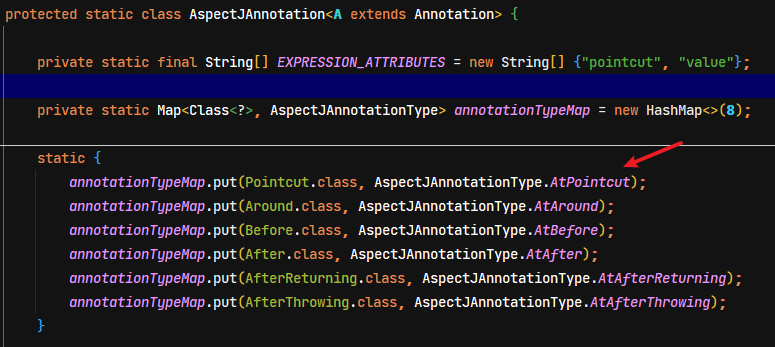 protected static class AspectJAnnotation<A extends Annotation> {
private static final String[] EXPRESSION_ATTRIBUTES = new String[] {"pointcut", "value"};
private static Map<Class<?>, AspectJAnnotationType> annotationTypeMap = new HashMap<>(8);
static {
annotationTypeMap.put(Pointcut.class, AspectJAnnotationType.AtPointcut);
annotationTypeMap.put(Around.class, AspectJAnnotationType.AtAround);
annotationTypeMap.put(Before.class, AspectJAnnotationType.AtBefore);
annotationTypeMap.put(After.class, AspectJAnnotationType.AtAfter);
annotationTypeMap.put(AfterReturning.class, AspectJAnnotationType.AtAfterReturning);
annotationTypeMap.put(AfterThrowing.class, AspectJAnnotationType.AtAfterThrowing);
}